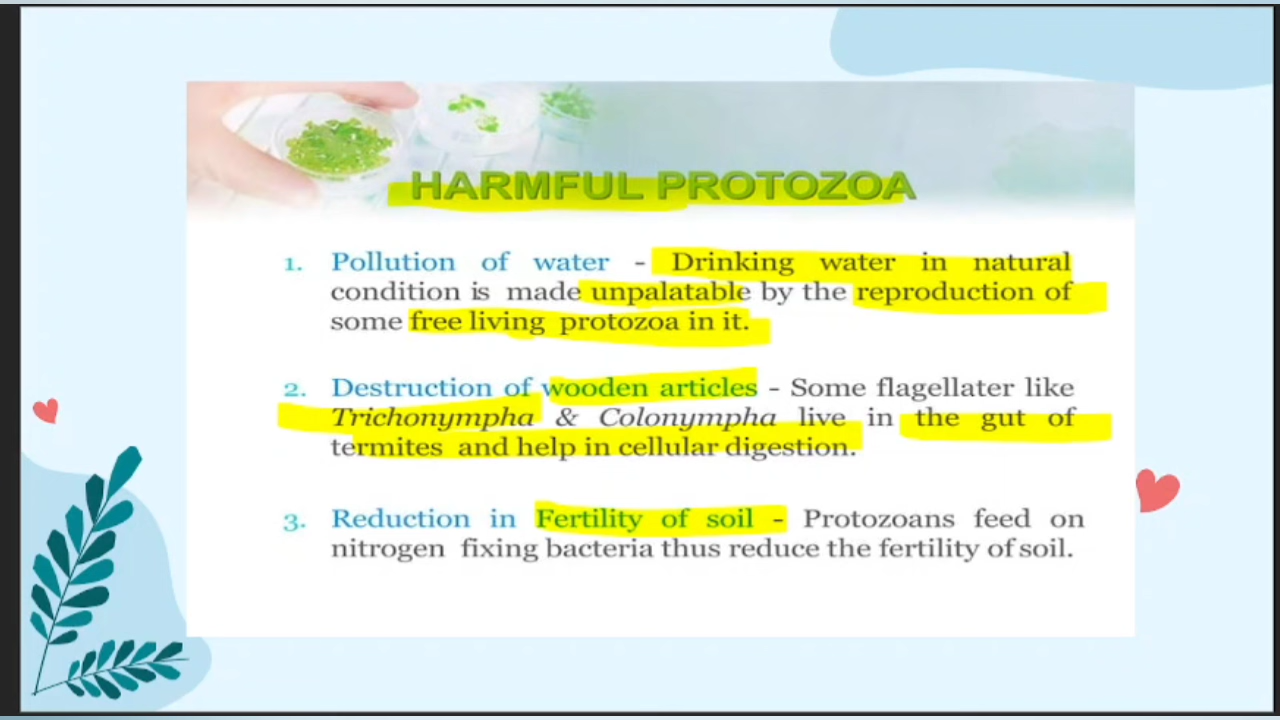 HARMFUL PROTOZOA
1. Pollution of water - Drinking water in natural
condition is made unpalatable by the reproduction of
some free living protozoa in it.
2. Destruction of wooden articles - Some flagellater like
Trichonympha & Colonympha live in the gut of
termites and help in cellular digestion.
3. Reduction in Fertility of soil - Protozoans feed on
nitrogen fixing bacteria thus reduce the fertility of soil.